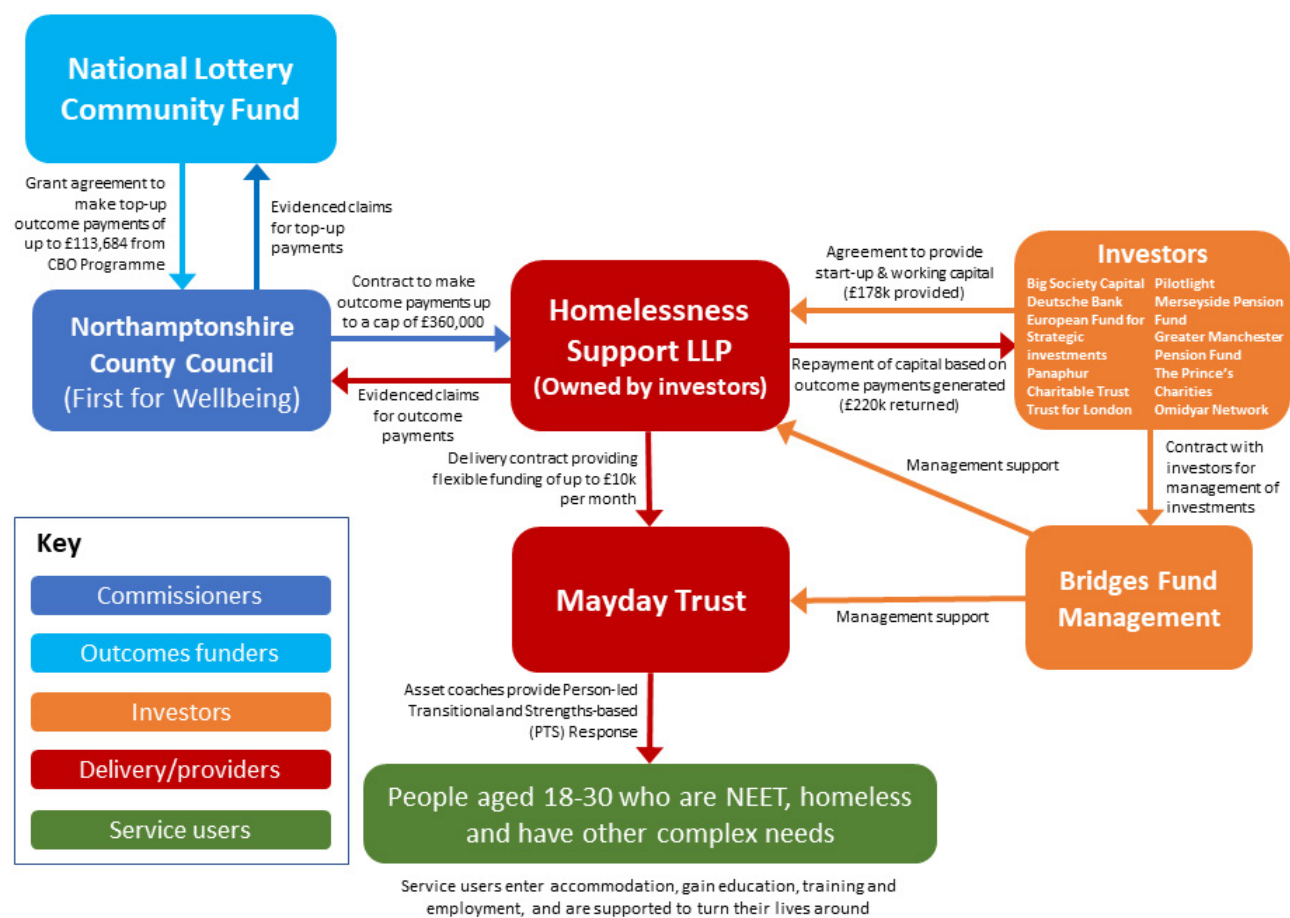 National Lottery
Community Fund
Grant agreement to
make top-up
outcome payments of
up to £113,684 from
CBO Programme
Evidenced claims
for top-up
payments
Northamptonshire
County Council
(First for Wellbeing)
Contract to make
outcome payments up
to a cap of £360,000
Evidenced claims
for outcome
payments
Homelessness
Support LLP
(Owned by investors)
Agreement to provide
start-up & working capital
(£178k provided)
Repayment of capital based on
outcome payments generated
(£220k returned)
Investors
Big Society Capital
Deutsche Bank
European Fund for
Strategic
investments
Panaphur
Charitable Trust
Trust for London
Pilotlight
Merseyside Pension
Fund
Greater Manchester
Pension Fund
The Prince's
Charities
Omidyar Network
Delivery contract providing
flexible funding of up to £10k
per month
Management support
Contract with
investors for
management of
investments
Mayday Trust
Management support
Bridges Fund
Management
Asset coaches provide Person-led
Transitional and Strengths-based
(PTS) Response
People aged 18-30 who are NEET, homeless
and have other complex needs
Service users enter accommodation, gain education, training and
employment, and are supported to turn their lives around
Key
Commissioners
Outcomes funders
Investors
Delivery/providers
Service users